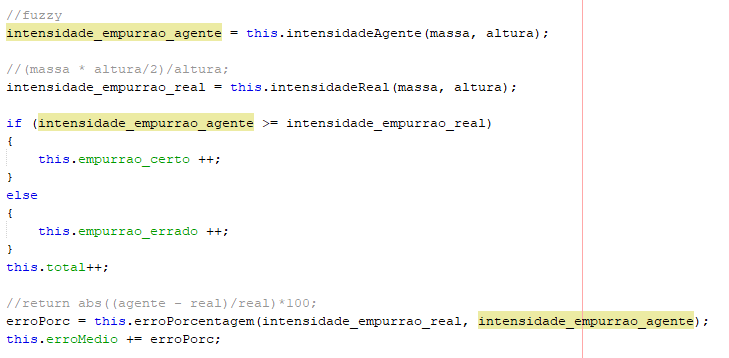 //fuzzy
intensidade_empurrao_agente = this.intensidadeAgente(massa, altura);
//(massa * altura/2)/altura;
intensidade_empurrao_real = this.intensidadeReal(massa, altura);
if (intensidade_empurrao_agente >= intensidade_empurrao_real)
{
this.empurrao_certo ++;
}
else
{
this.empurrao_errado ++;
}
this.total++;
//return abs((agente - real)/real)*100;
erroPorc = this.erroPorcentagem(intensidade_empurrao_real, intensidade_empurrao_agente);
this.erroMedio += erroPorc;